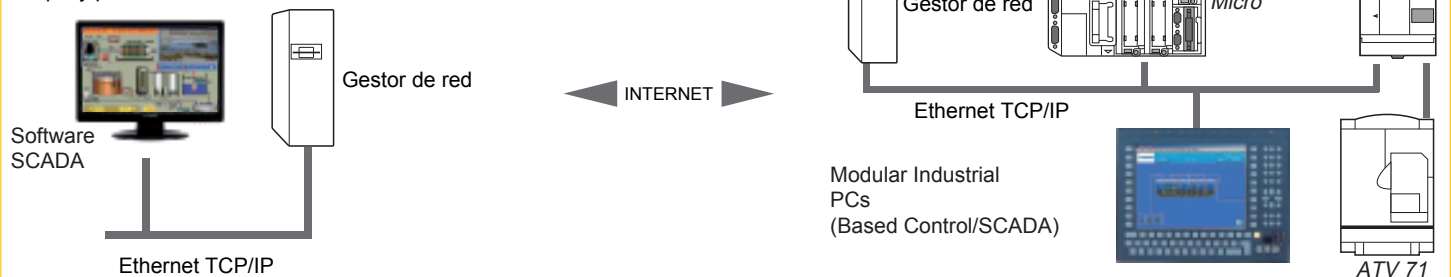 Gestor de red
Micro
Gestor de red
INTERNET
Software
SCADA
Ethernet TCP/IP
Modular Industrial
PCs
(Based Control/SCADA)
Ethernet TCP/IP
ATV 71